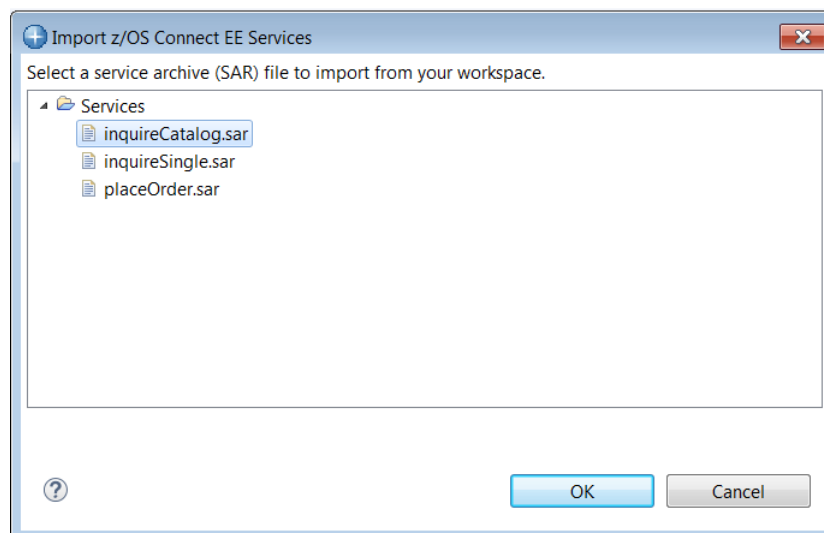 Import z/OS Connect EE Services
Select a service archive (SAR) file to import from your workspace.
Services
inquireCatalog.sar
inquireSingle.sar
placeOrder.sar
?
OK
Cancel